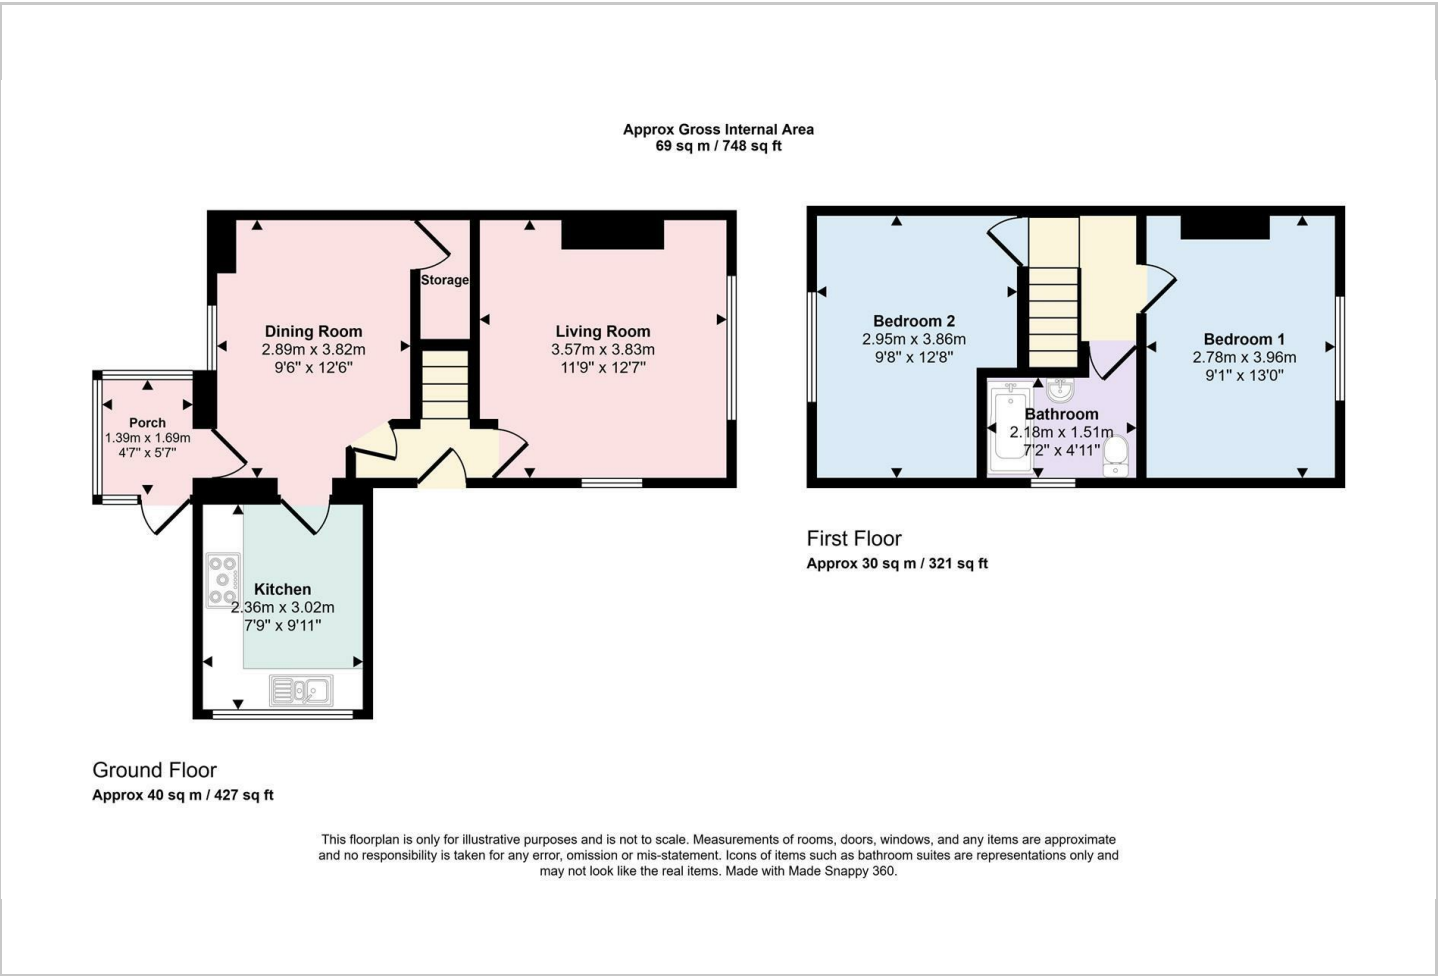 Approx Gross Internal Area
69 sq m / 748 sq ft
Storage
Dining Room
2.89m x 3.82m
9'6" x 12'6"
Living Room
3.57m x 3.83m
11'9" x 12'7"
Porch
1.39m x 1.69m
4'7" x 5'7"
Kitchen
2.36m x 3.02m
7'9" x 9'11"
Ground Floor
Approx 40 sq m / 427 sq ft
Bedroom 2
2.95m x 3.86m
9'8" x 12'8"
Bedroom 1
2.78m x 3.96m
9'1" x 13'0"
Bathroom
2.18m x 1.51m
7'2" x 4'11"
First Floor
Approx 30 sq m / 321 sq ft
This floorplan is only for illustrative purposes and is not to scale. Measurements of rooms, doors, windows, and any items are approximate
and no responsibility is taken for any error, omission or mis-statement. Icons of items such as bathroom suites are representations only and
may not look like the real items. Made with Made Snappy 360.